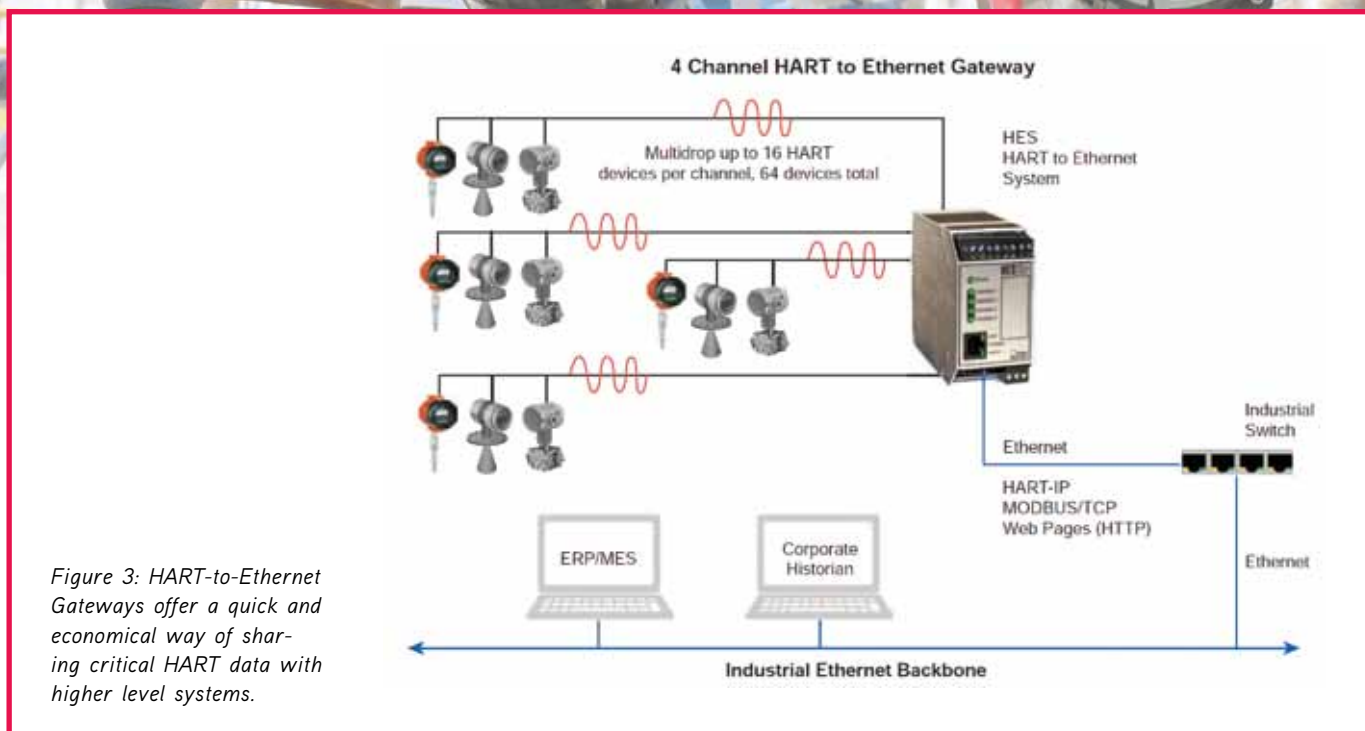 4 Channel HART to Ethernet Gateway
Multidrop up to 16 HART
devices per channel, 64 devices total
HES
HART to Ethernet
System
Industrial
Switch
Ethernet
HART-IP
MODBUS/TCP
Web Pages (HTTP)
Ethernet
ERP/MES
Corporate
Historian
Industrial Ethernet Backbone
Figure 3: HART-to-Ethernet
Gateways offer a quick and
economical way of shar-
ing critical HART data with
higher level systems.